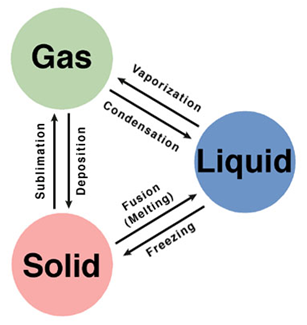 Gas
Vaporization
Condensation
Liquid
Sublimation
Deposition
Fusion
(Melting)
Freezing
Solid